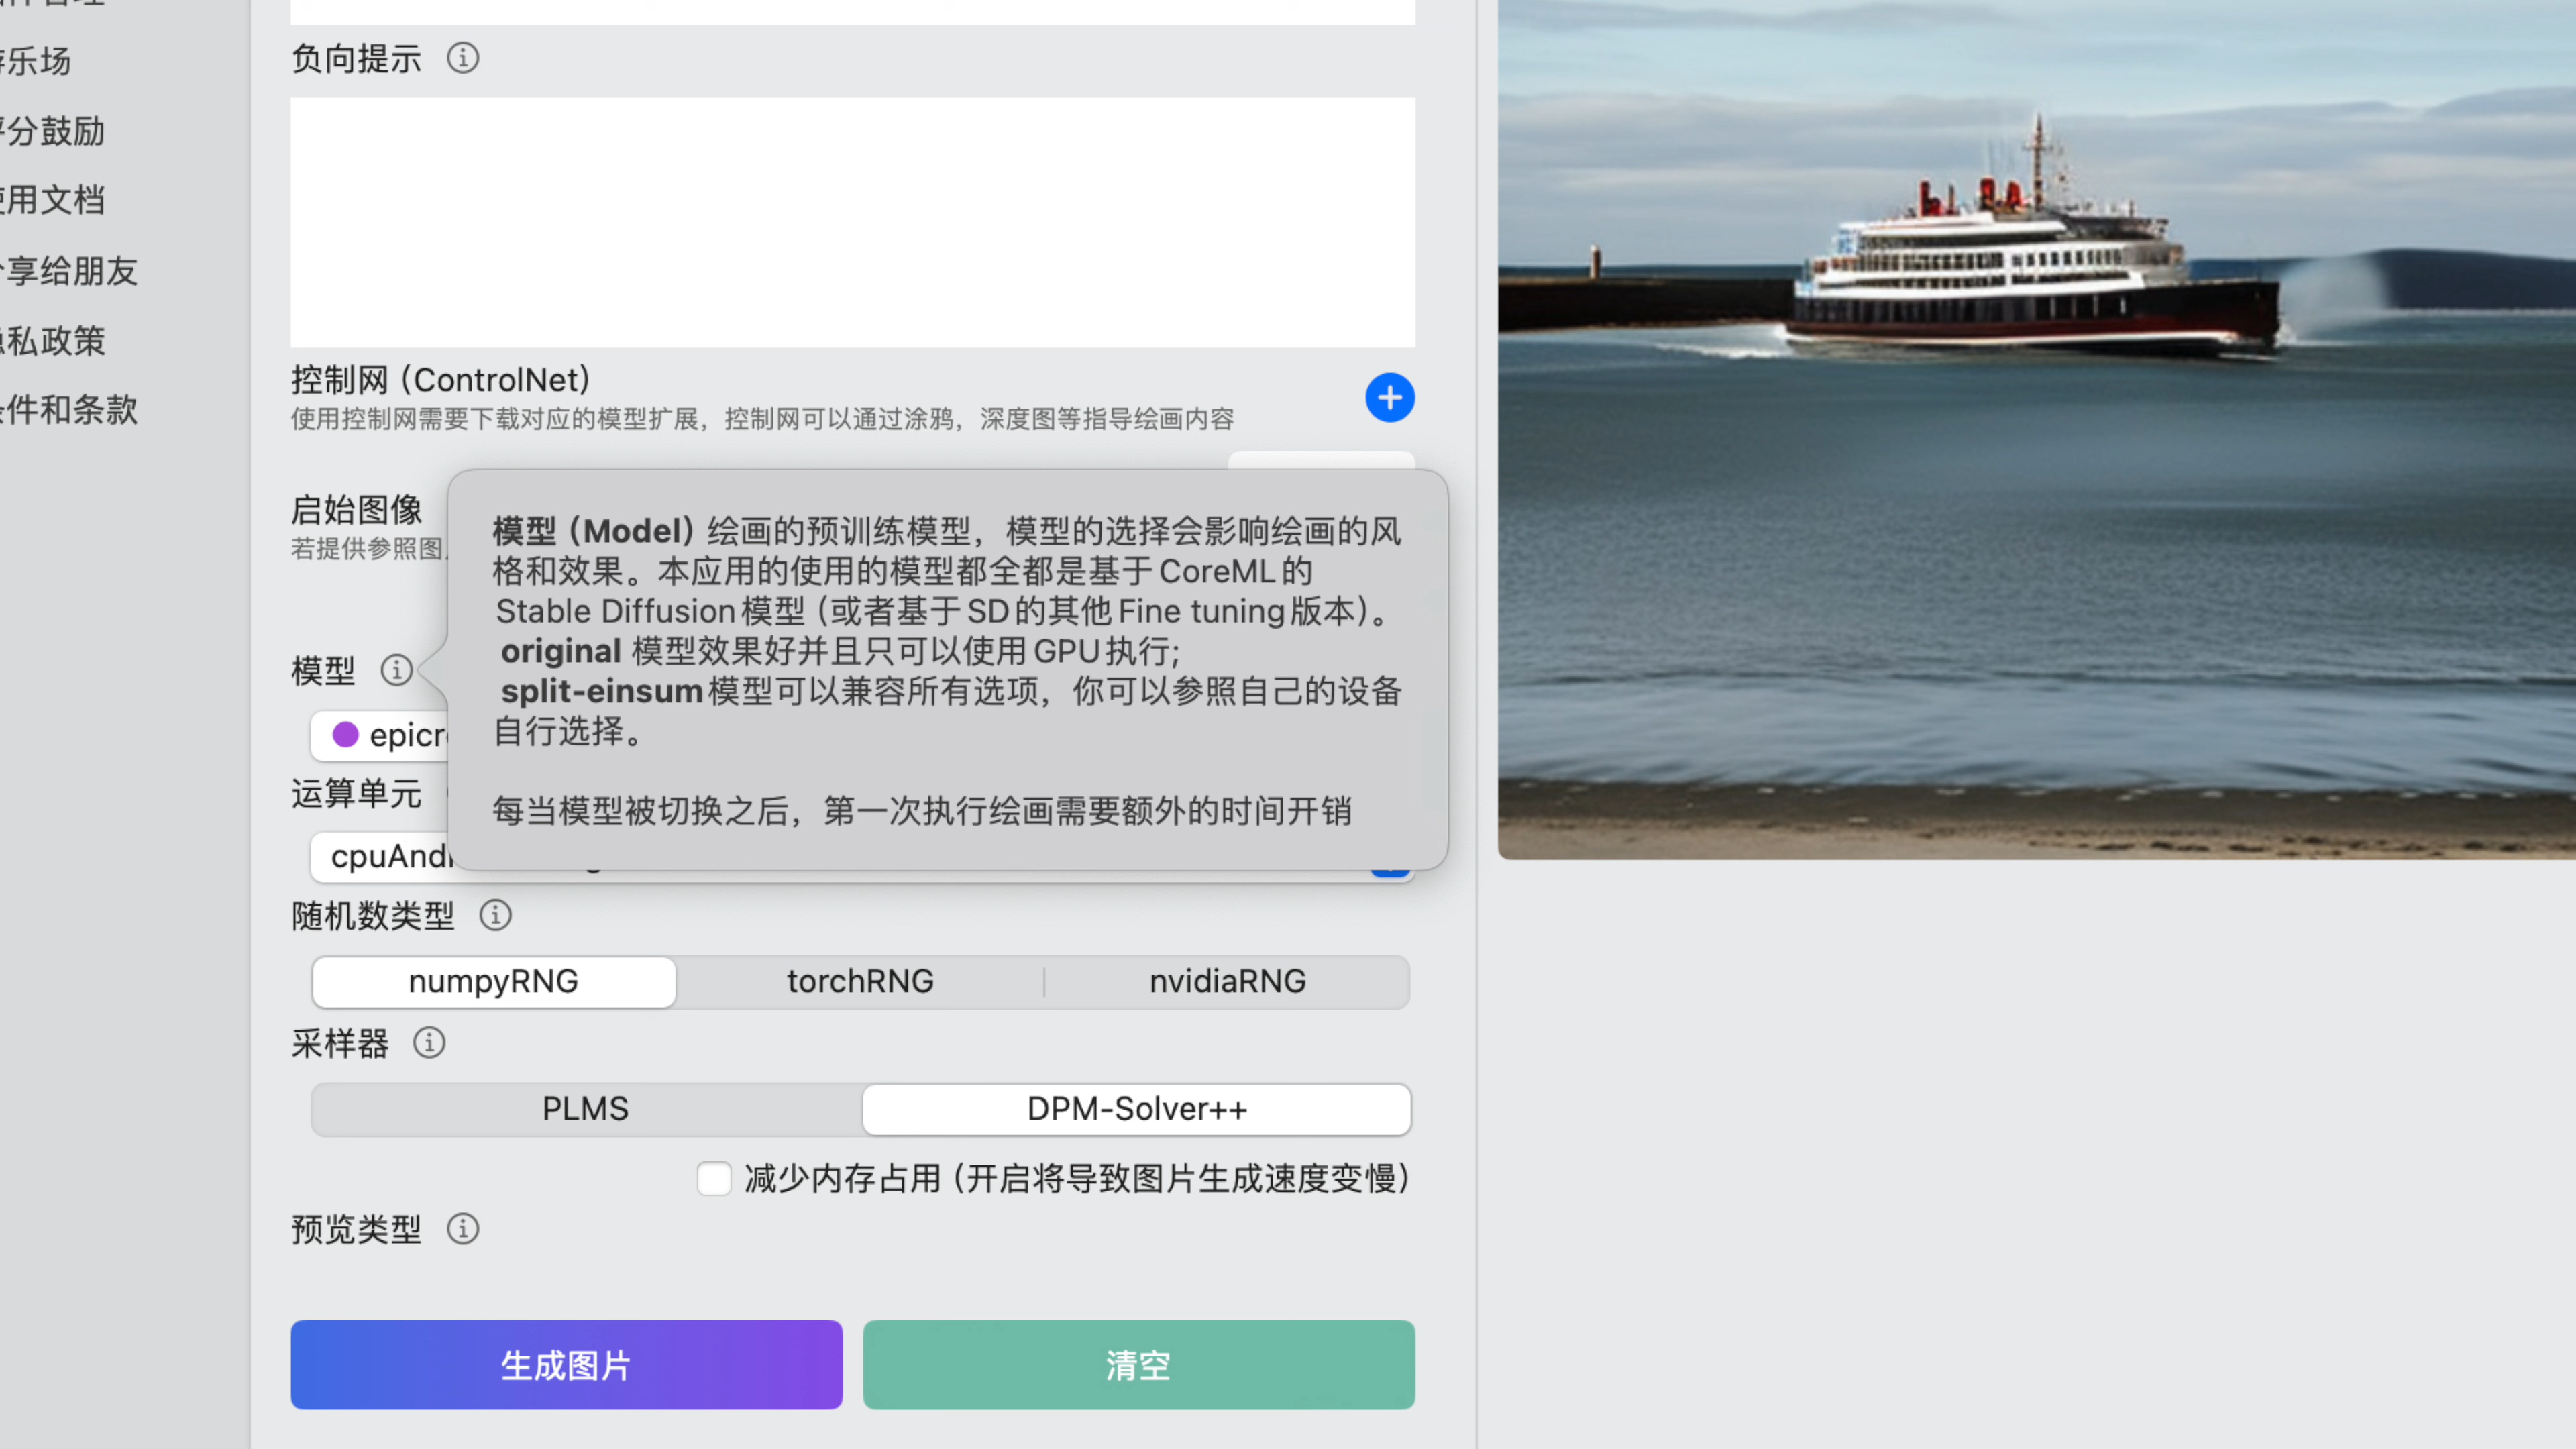 乐场
分鼓励
用文档
享给朋友
私政策
件和条款
负向提示
控制网 (ControlNet)
使用控制网需要下载对应的模型扩展，控制网可以通过涂鸦，深度图等指导绘画内容
启始图像
若提供参照图
模型 (Model) 绘画的预训练模型，模型的选择会影响绘画的风
格和效果。本应用的使用的模型都全都是基于CoreML的
Stable Diffusion模型 (或者基于SD的其他Fine tuning版本)。
original 模型效果好并且只可以使用GPU执行;
split-einsum模型可以兼容所有选项，你可以参照自己的设备
自行选择。
每当模型被切换之后，第一次执行绘画需要额外的时间开销
模型
运算单元
随机数类型
numpyRNG torchRNG nvidiaRNG
采样器
PLMS DPM-Solver++
减少内存占用 (开启将导致图片生成速度变慢)
预览类型
生成图片 清空